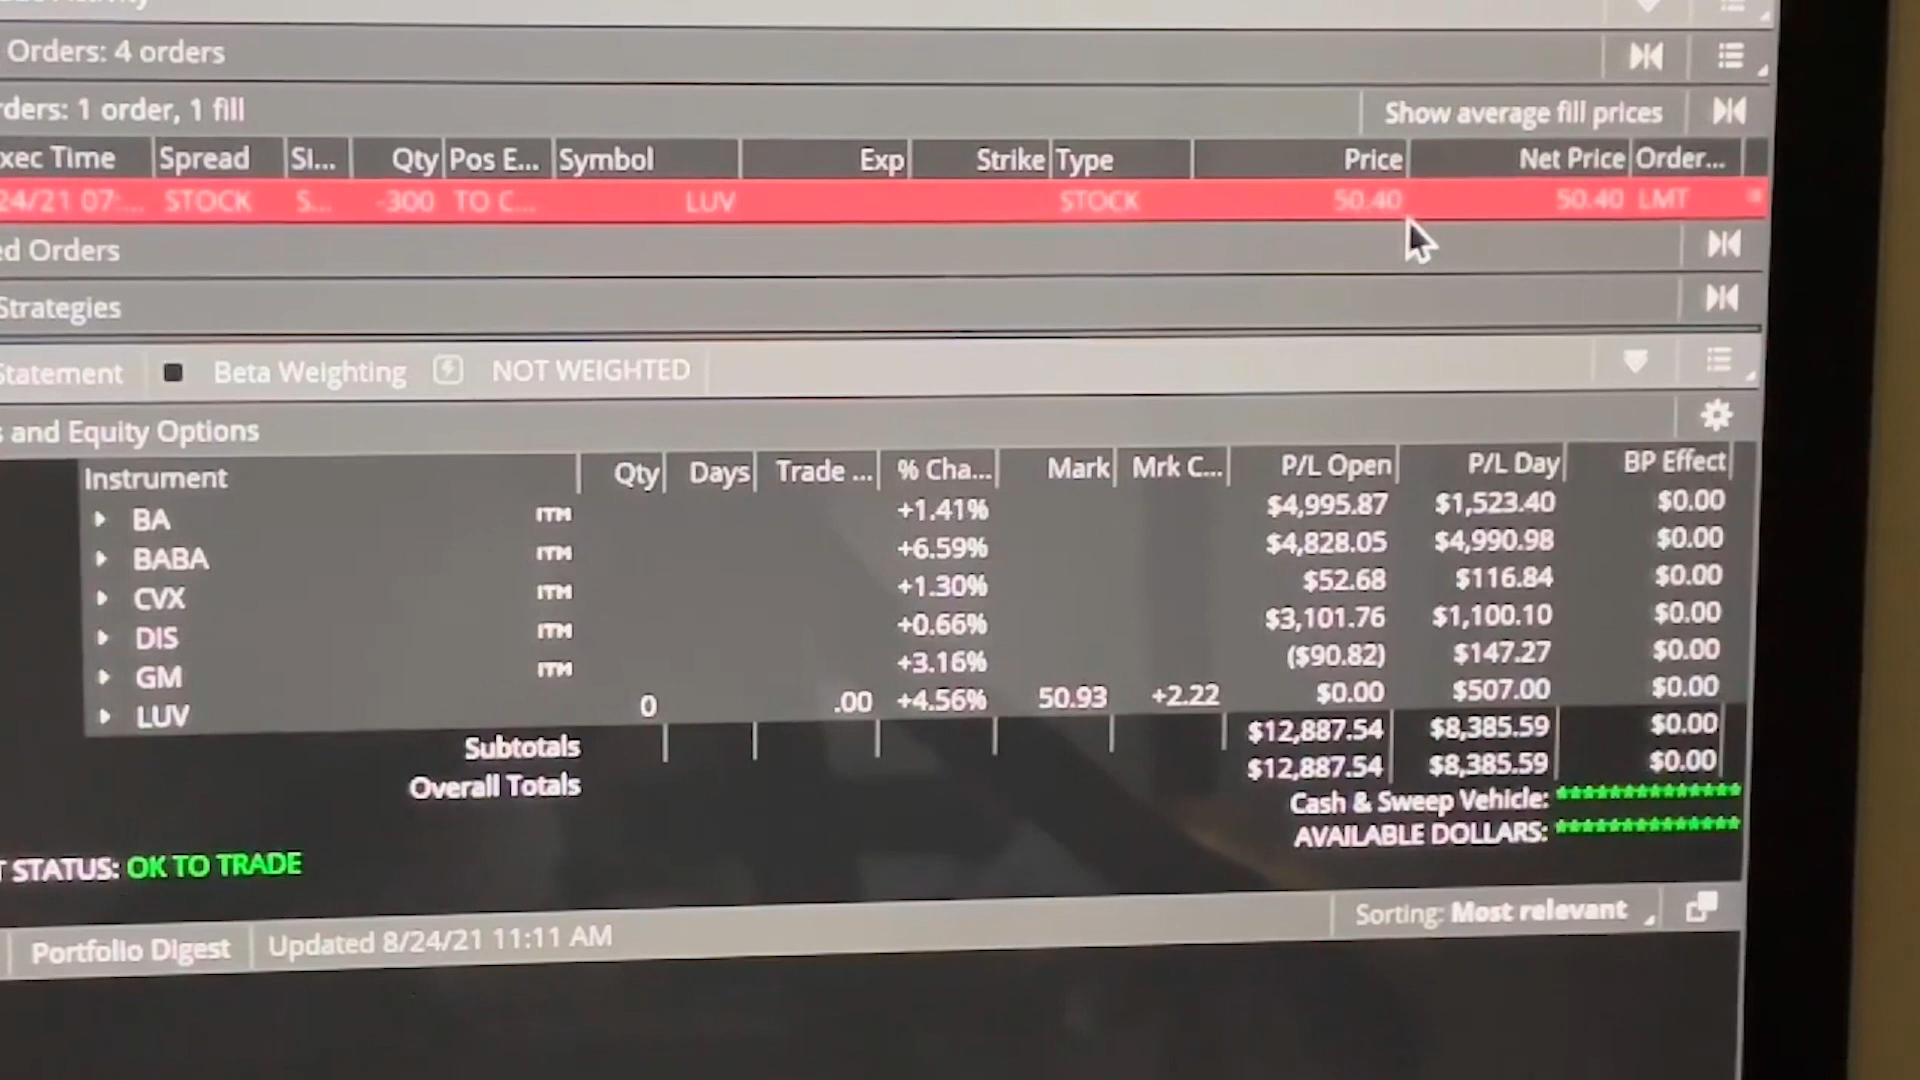 Activity
Orders: 4 orders
rders: 1 order, 1 fill Show average fill prices
xec Time Spread Si... Qty Pos E... Symbol Exp Strike Type Price Net Price Order...
24/21 07:... STOCK S... -300 TO C... LUV STOCK 50.40 50.40 LMT
ed Orders
Strategies
Statement Beta Weighting NOT WEIGHTED
s and Equity Options
Instrument Qty Days Trade ... % Cha... Mark Mrk C... P/L Open P/L Day BP Effect
BA ITM +1.41% $4,995.87 $1,523.40 $0.00
BABA ITM +6.59% $4,828.05 $4,990.98 $0.00
CVX ITM +1.30% $52.68 $116.84 $0.00
DIS ITM +0.66% $3,101.76 $1,100.10 $0.00
GM ITM +3.16% ($90.82) $147.27 $0.00
LUV 0 .00 +4.56% 50.93 +2.22 $0.00 $507.00 $0.00
Subtotals $12,887.54 $8,385.59 $0.00
Overall Totals $12,887.54 $8,385.59 $0.00
Cash & Sweep Vehicle: **************
AVAILABLE DOLLARS: **************
T STATUS: OK TO TRADE
Portfolio Digest Updated 8/24/21 11:11 AM Sorting: Most relevant